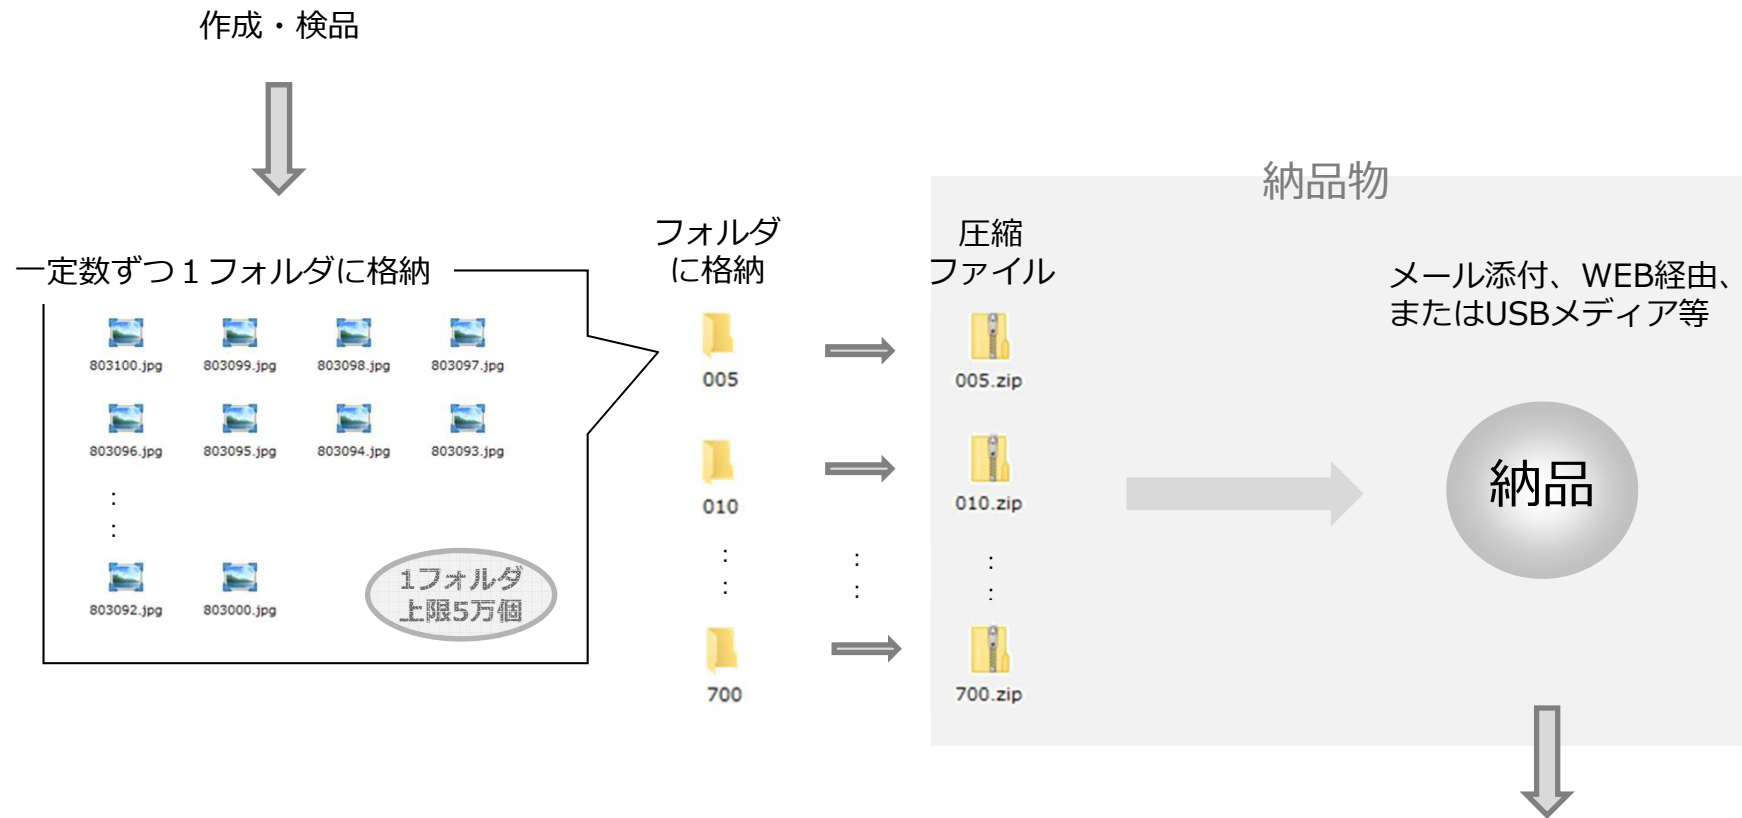 作成・検品
納品物
一定数ずつ１フォルダに格納
フォルダ
に格納
圧縮
ファイル
メール添付、WEB経由、
またはUSBメディア等
803100.jpg 803099.jpg 803098.jpg 803097.jpg
803096.jpg 803095.jpg 803094.jpg 803093.jpg
：
：
803092.jpg 803000.jpg
1フォルダ
上限5万個
005
010
：
：
700
：
：
005.zip
010.zip
：
：
700.zip
納品